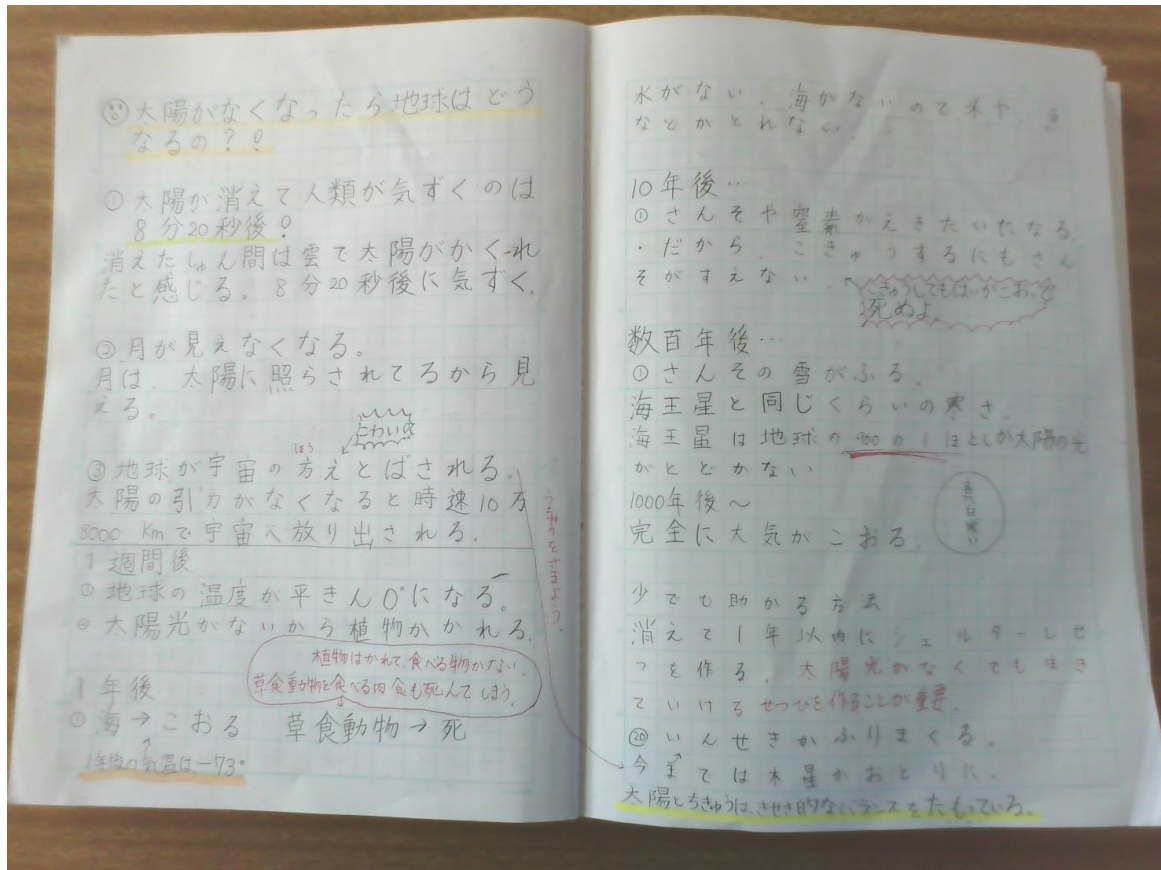 太陽がなくなったら地球はどう
なるの？？
① 太陽が消えて人類が気ずくのは
8分20秒後！
消えたしゅん間は雲で太陽がかくれ
たと感じる。8分20秒後に気ずく。
② 月が見えなくなる。
月は、太陽に照らされてるから見
える。
こわいよ
ほう
③ 地球が宇宙の方えとばされる。
太陽の引力がなくなると時速10万
8000 Kmで宇宙へ放り出される。
うちゅうをさまよう。
1週間後
① 地球の温度が平きん0°になる。
② 太陽光がないから植物がかれる。
植物はかれて、食べる物がない。
草食動物を食べる肉食も死んでしまう。
1年後
① 海→こおる 草食動物→死
1年後の気温は−73°
水がない、海がないので米や、魚
などがとれない。
10年後…
① さんそや窒素がえきたいになる。
・だから、こきゅうするにもさん
そがすえない。
こきゅうしてもはいがこおって
死ぬよ。
数百年後…
① さんその雪がふる。
海王星と同じくらいの寒さ。
海王星は地球の900の1ほどしか太陽の光
がとどかない
1000年後〜
完全に大気がこおる。
少でも助かる方法
消えて1年以内にシェルターしせ
つを作る。太陽光がなくても生き
ていけるせつびを作ることが重要。
⑳ いんせきがふりまくる。
今までは木星がおとりに。
太陽とちきゅうは、きせき的なバランスをたもっている。